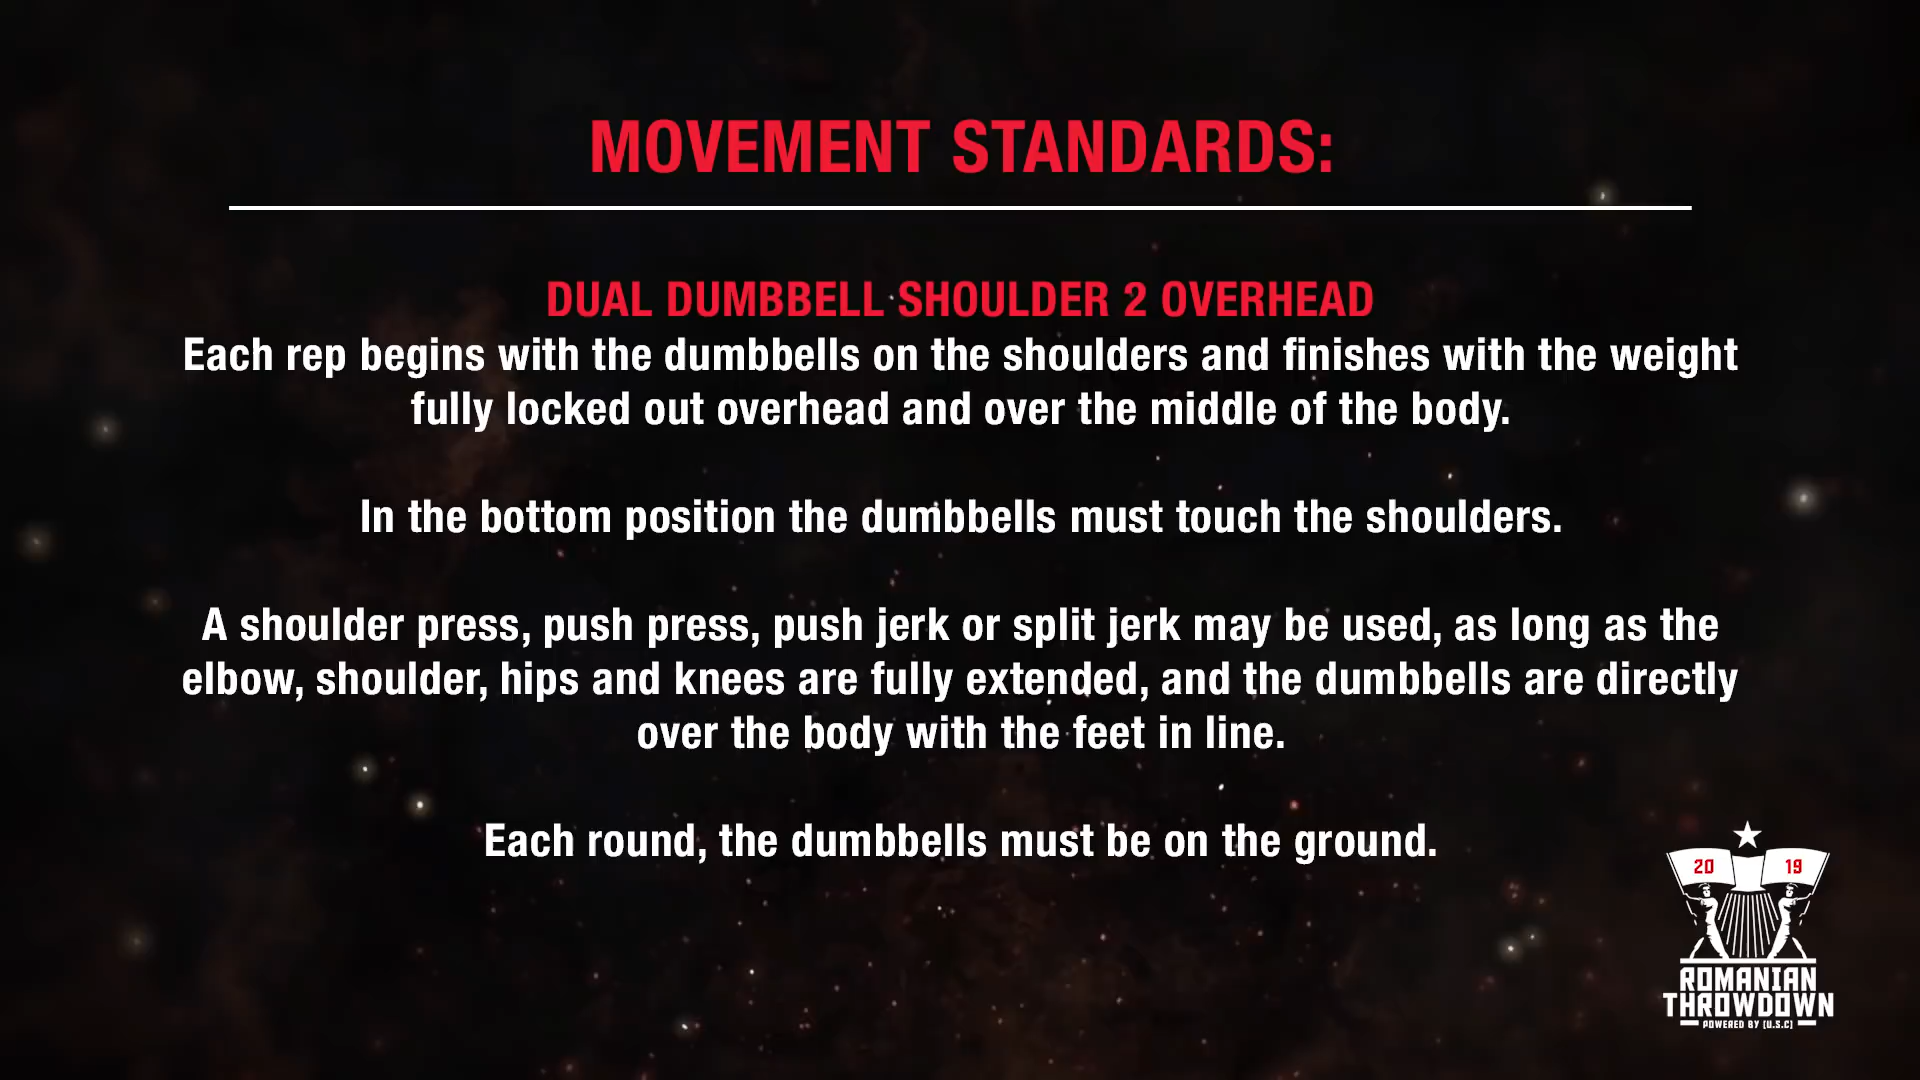 MOVEMENT STANDARDS:
DUAL DUMBBELL SHOULDER 2 OVERHEAD
Each rep begins with the dumbbells on the shoulders and finishes with the weight
fully locked out overhead and over the middle of the body.
In the bottom position the dumbbells must touch the shoulders.
A shoulder press, push press, push jerk or split jerk may be used, as long as the
elbow, shoulder, hips and knees are fully extended, and the dumbbells are directly
over the body with the feet in line.
Each round, the dumbbells must be on the ground.
20 19
ROMANIAN
THROWDOWN
POWERED BY [U.S.C]